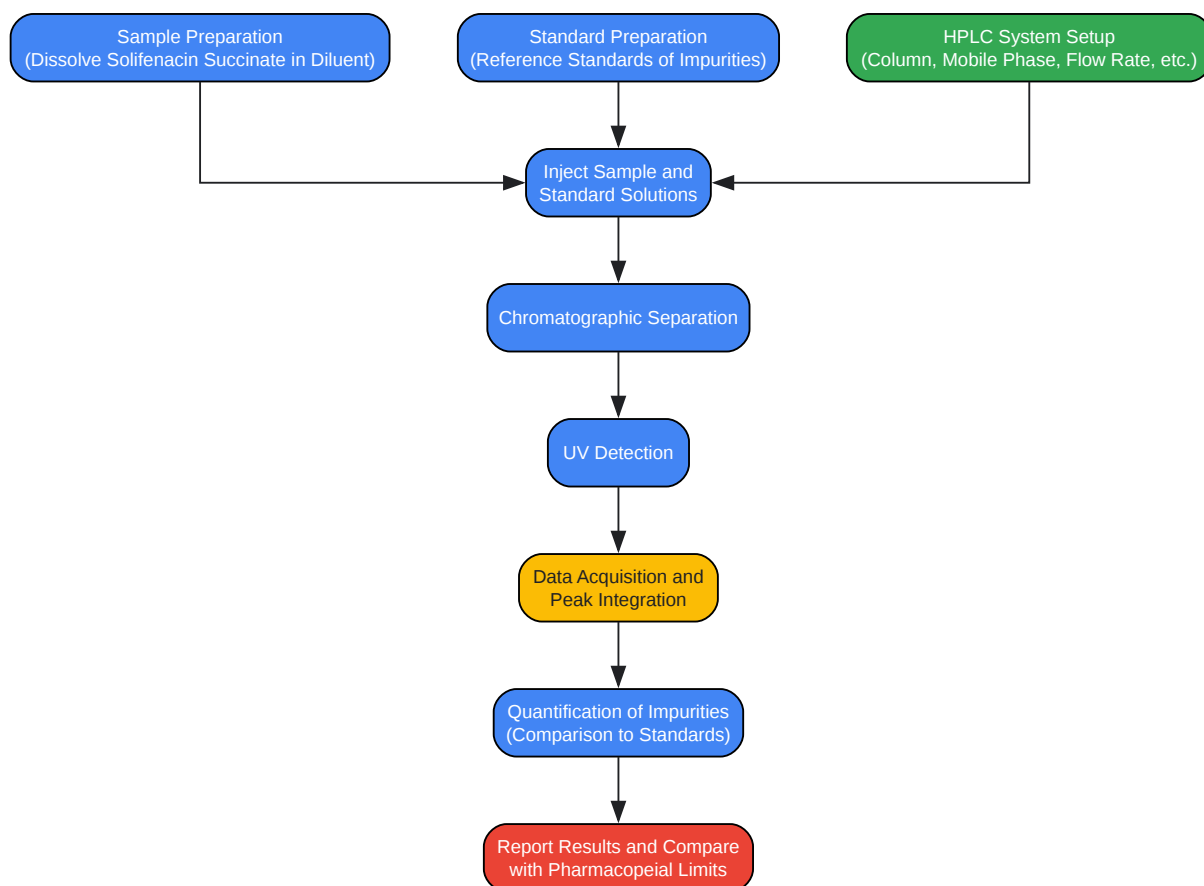 Sample Preparation
(Dissolve Solifenacin Succinate in Diluent)
Standard Preparation
(Reference Standards of Impurities)
HPLC System Setup
(Column, Mobile Phase, Flow Rate, etc.)
Inject Sample and
Standard Solutions
Chromatographic Separation
UV Detection
Data Acquisition and
Peak Integration
Quantification of Impurities
(Comparison to Standards)
Report Results and Compare
with Pharmacopeial Limits